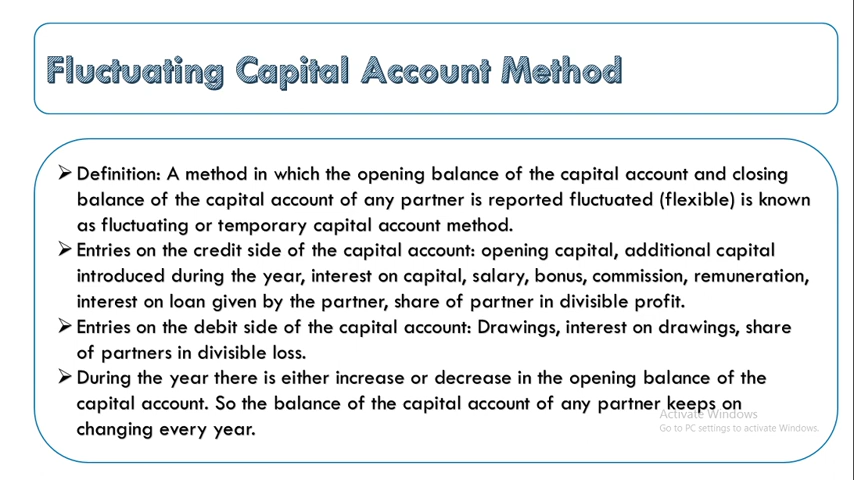 Fluctuating Capital Account Method
➢ Definition: A method in which the opening balance of the capital account and closing
balance of the capital account of any partner is reported fluctuated (flexible) is known
as fluctuating or temporary capital account method.
➢ Entries on the credit side of the capital account: opening capital, additional capital
introduced during the year, interest on capital, salary, bonus, commission, remuneration,
interest on loan given by the partner, share of partner in divisible profit.
➢ Entries on the debit side of the capital account: Drawings, interest on drawings, share
of partners in divisible loss.
➢ During the year there is either increase or decrease in the opening balance of the
capital account. So the balance of the capital account of any partner keeps on
changing every year.
Activate Windows
Go to PC settings to activate Windows.